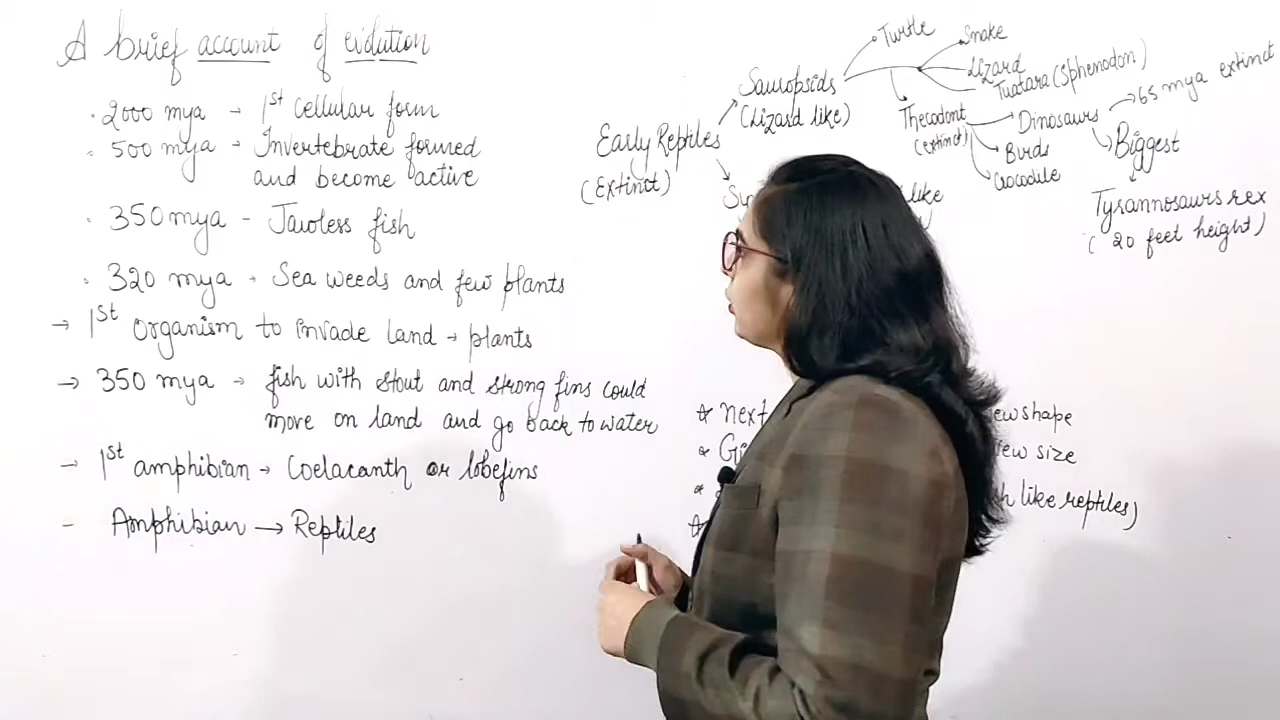 A brief account of evolution
· 2000 mya → 1st cellular form
· 500 mya → Invertebrate formed
and become active
· 350 mya - Jawless fish
· 320 mya → Sea weeds and few plants
→ 1st organism to invade land → plants
→ 350 mya → fish with stout and strong fins could
move on land and go back to water
→ 1st amphibian → Coelacanth or lobefins
- Amphibian → Reptiles
Early Reptiles
(Extinct)
Sauropsids
(Lizard like)
Turtle
Snake
Lizard
Tuatara (Sphenodon)
Thecodont
(extinct)
Dinosaurs
Birds
Crocodile
65 mya extinct
Biggest
Tyrannosaurs rex
(20 feet height)
like
next
shape
size
like reptiles)